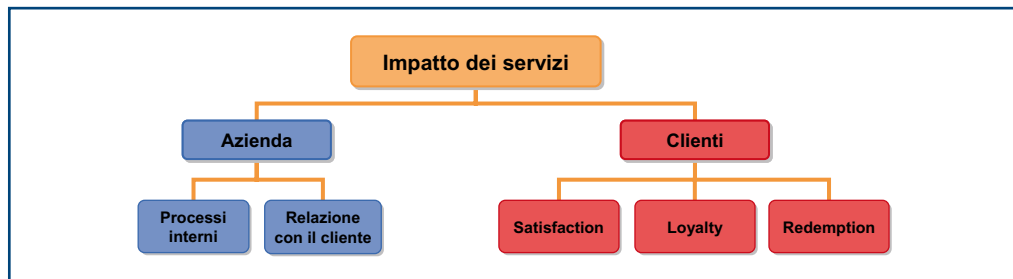 Impatto dei servizi
Azienda
Clienti
Processi
interni
Relazione
con il cliente
Satisfaction
Loyalty
Redemption